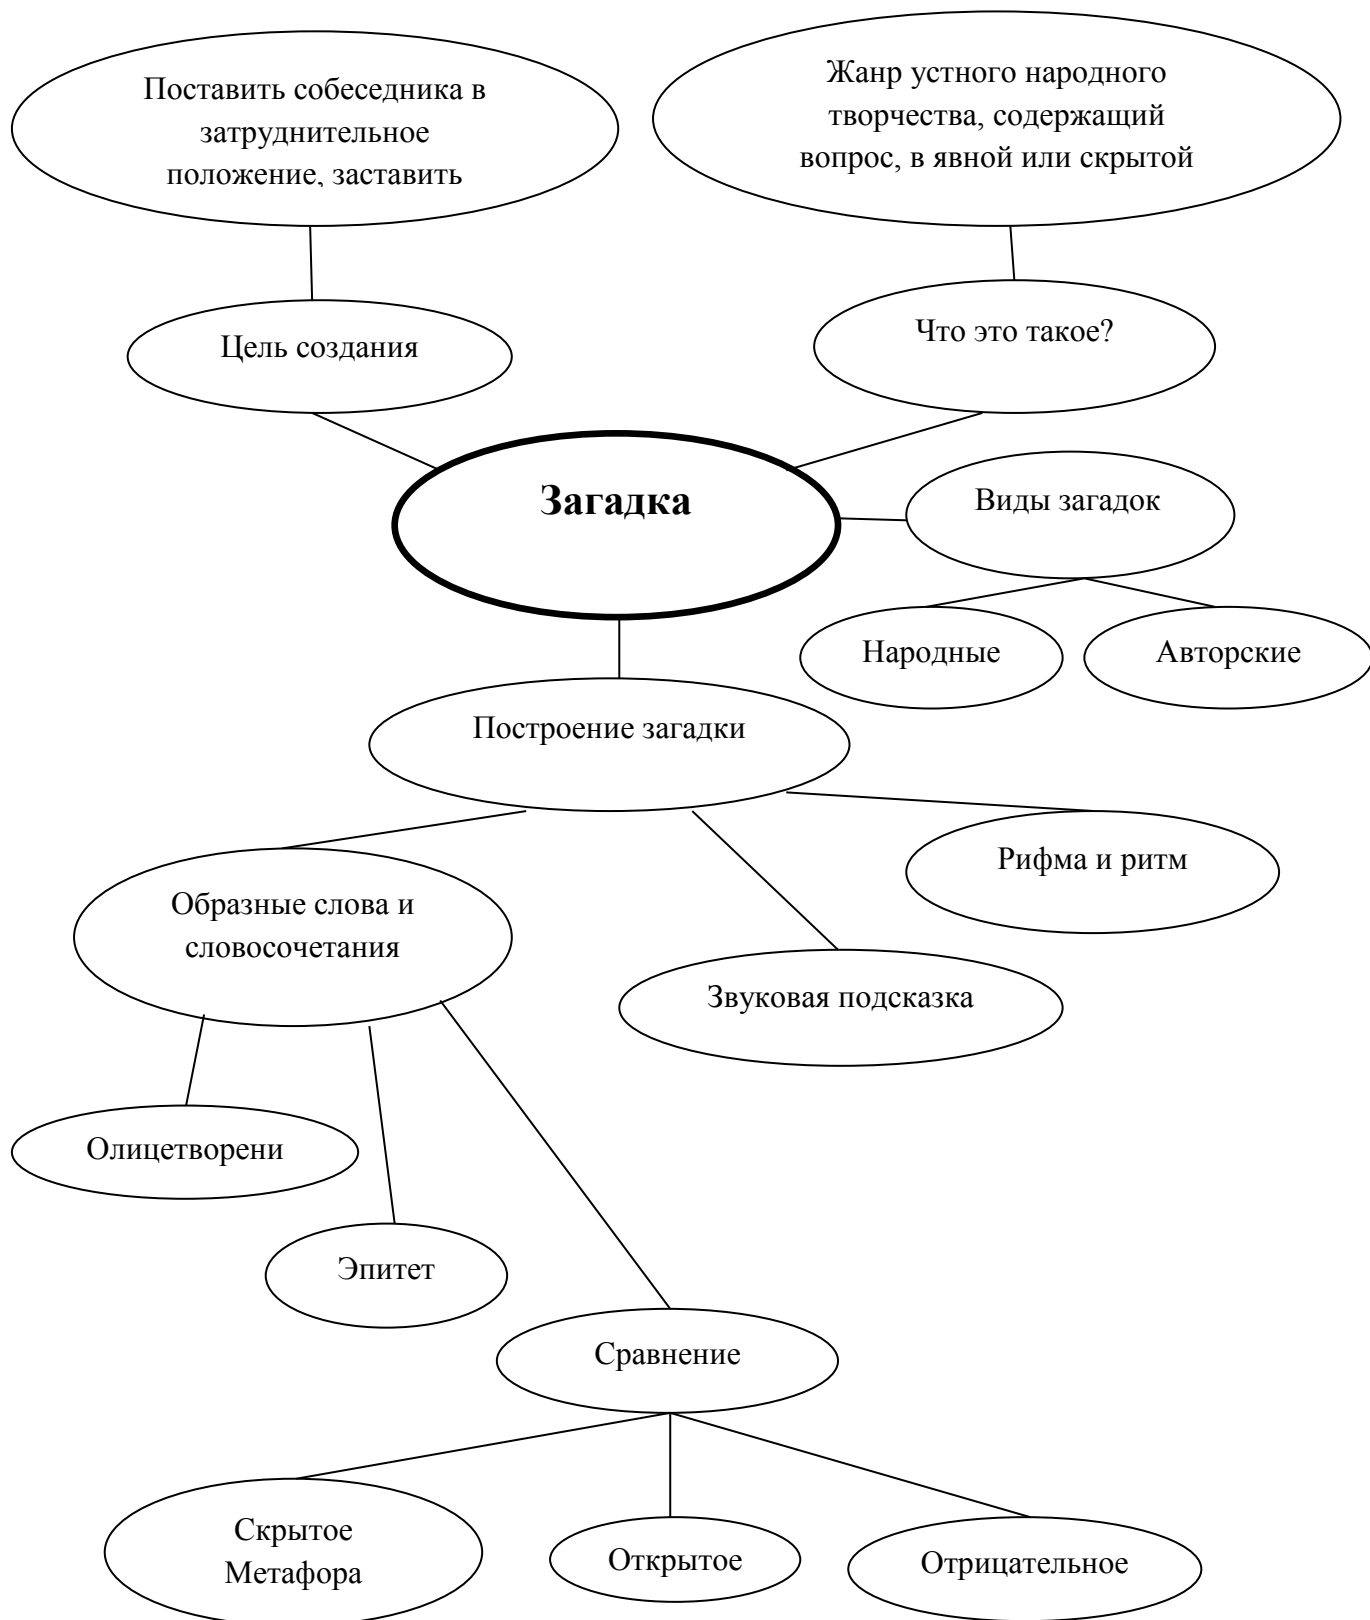 Поставить собеседника в
затруднительное
положение, заставить
Жанр устного народного
творчества, содержащий
вопрос, в явной или скрытой
Цель создания
Что это такое?
Загадка
Виды загадок
Народные
Авторские
Построение загадки
Рифма и ритм
Образные слова и
словосочетания
Звуковая подсказка
Олицетворени
Эпитет
Сравнение
Скрытое
Метафора
Открытое
Отрицательное